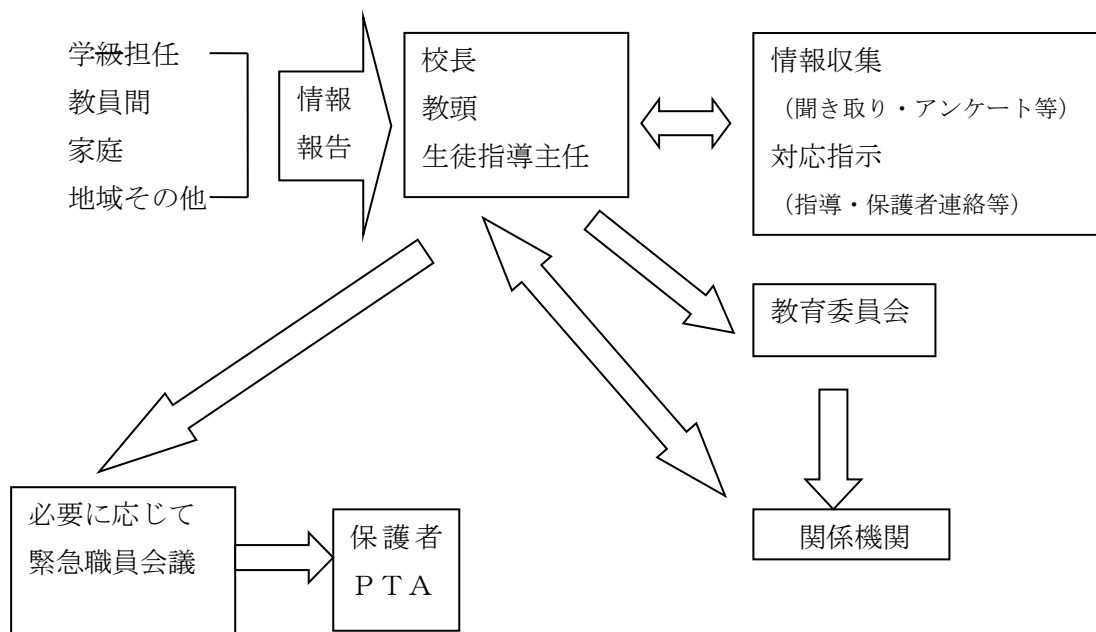 学級担任
教員間
家庭
地域その他
情報
報告
校長
教頭
生徒指導主任
情報収集
（聞き取り・アンケート等）
対応指示
（指導・保護者連絡等）
教育委員会
関係機関
必要に応じて
緊急職員会議
保護者
ＰＴＡ